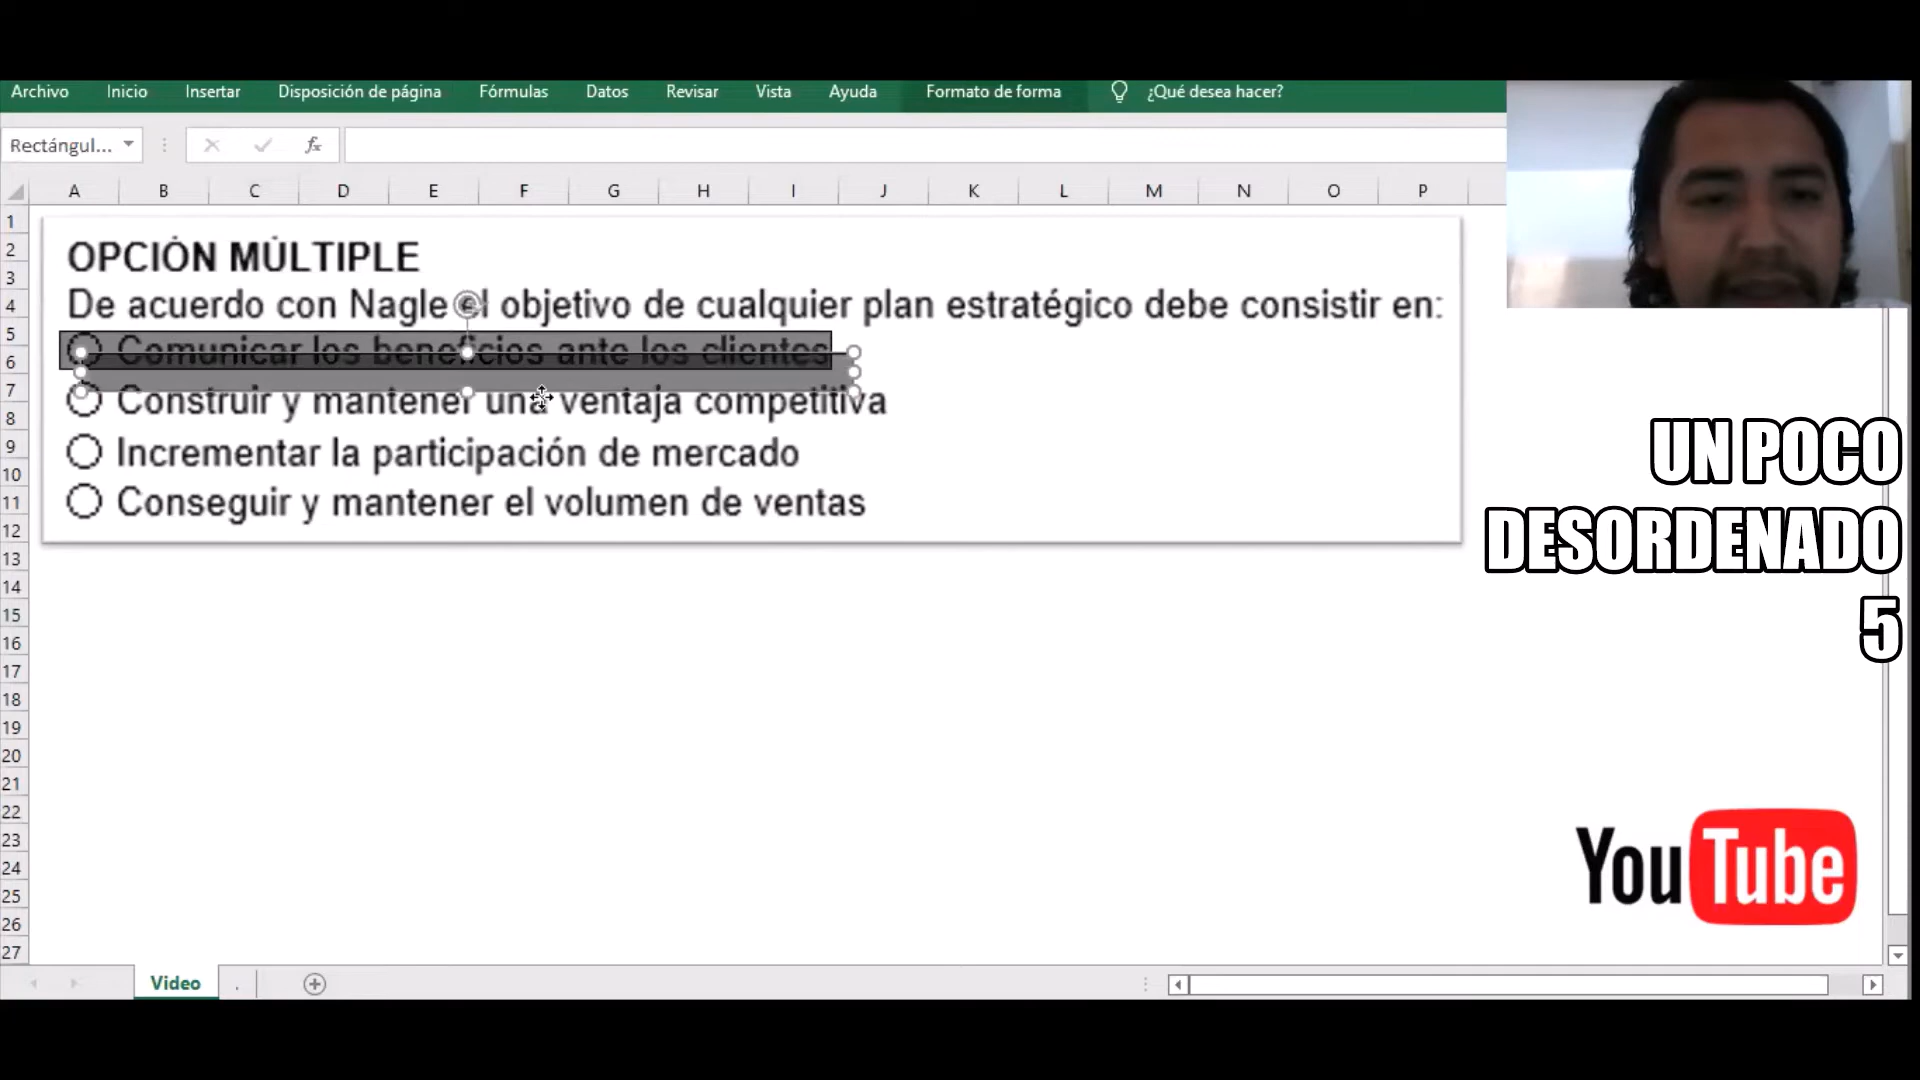 Archivo Inicio Insertar Disposición de página Fórmulas Datos Revisar Vista Ayuda Formato de forma ¿Qué desea hacer?
Rectángul... fx
A B C D E F G H I J K L M N O P
1
2
3
4
5
6
7
8
9
10
11
12
13
14
15
16
17
18
19
20
21
22
23
24
25
26
27
OPCIÓN MÚLTIPLE
De acuerdo con Nagle el objetivo de cualquier plan estratégico debe consistir en:
Comunicar los beneficios ante los clientes
Construir y mantener una ventaja competitiva
Incrementar la participación de mercado
Conseguir y mantener el volumen de ventas
UN POCO
DESORDENADO
5
YouTube
Video .